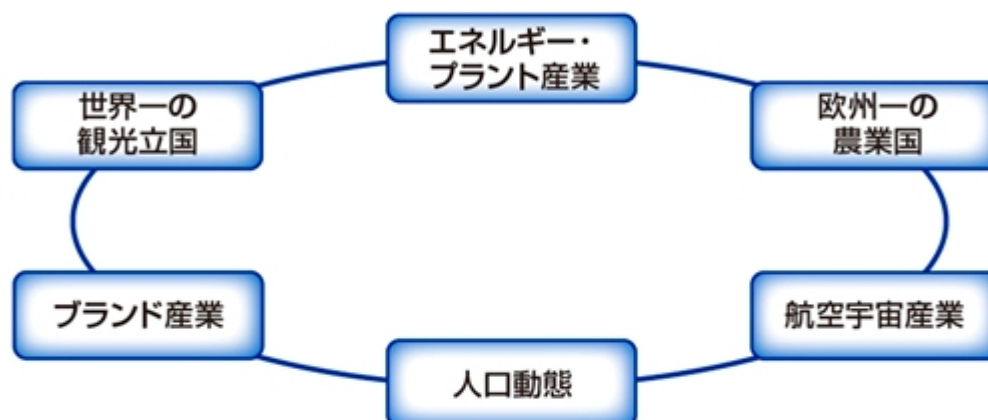 エネルギー・
プラント産業
世界一の
観光立国
欧州一の
農業国
ブランド産業
航空宇宙産業
人口動態